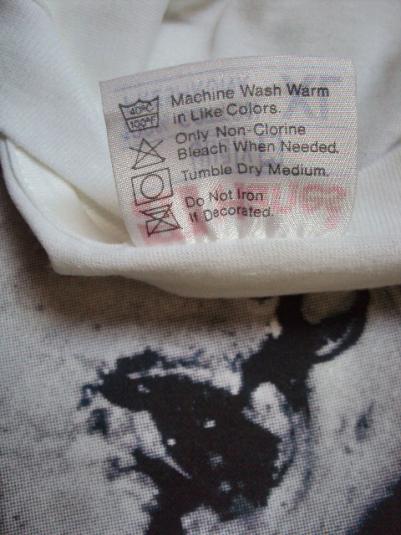 40°C
100°F
Machine Wash Warm
in Like Colors.
Only Non-Clorine
Bleach When Needed.
Tumble Dry Medium.
Do Not Iron
If Decorated.